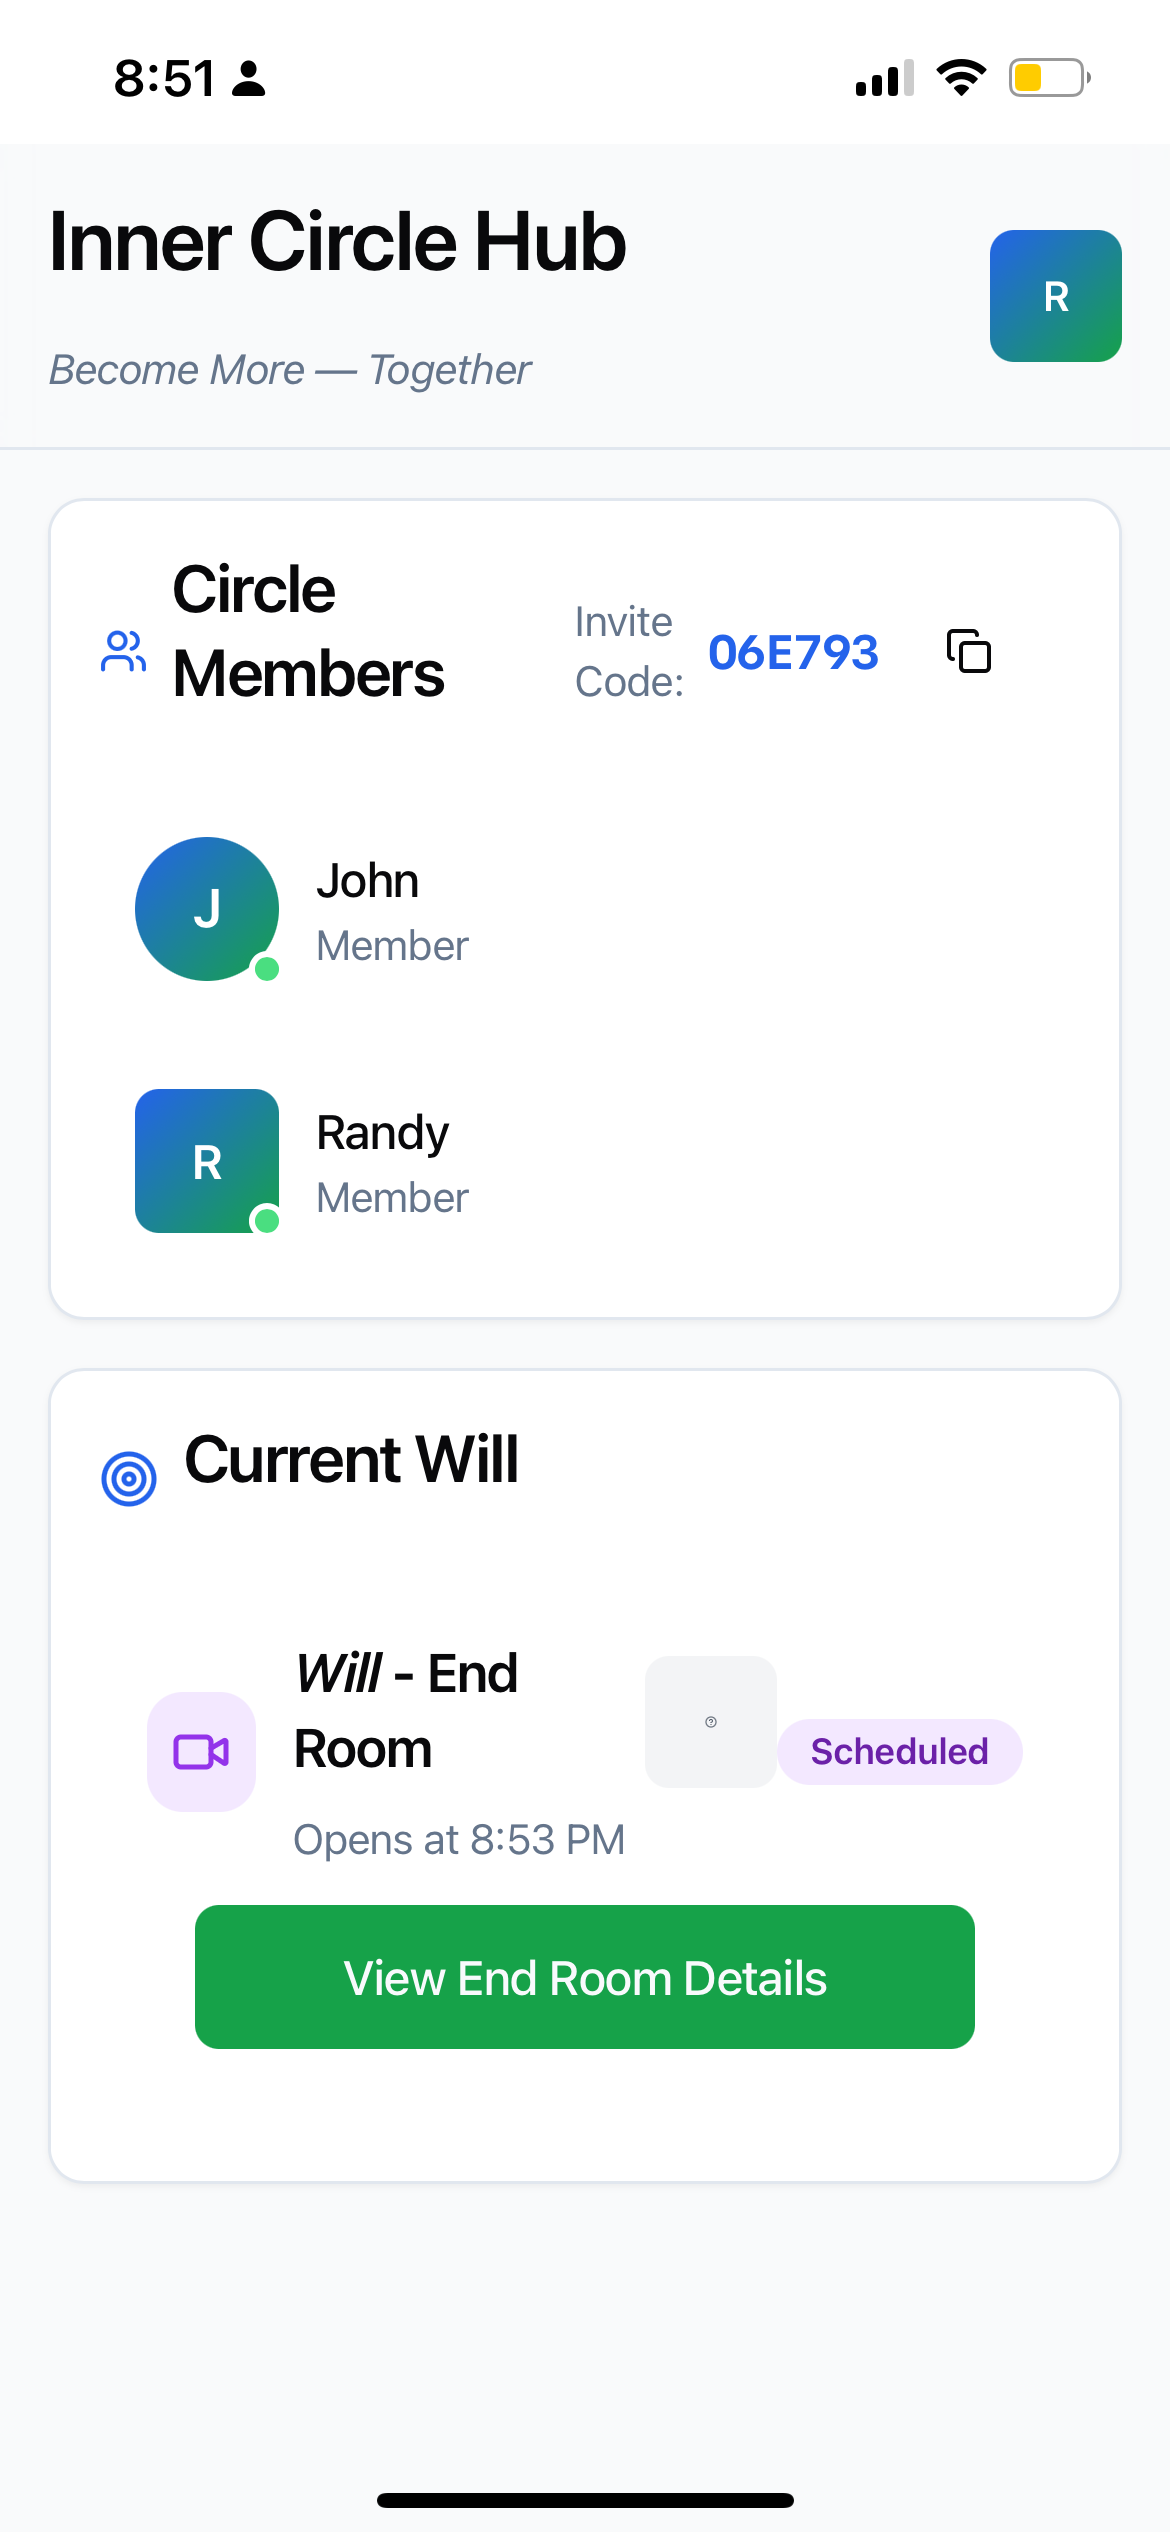 8:51
Inner Circle Hub
R
Become More — Together
Circle
Members
Invite
Code:
06E793
J
John
Member
R
Randy
Member
Current Will
Will - End
Room
?
Scheduled
Opens at 8:53 PM
View End Room Details